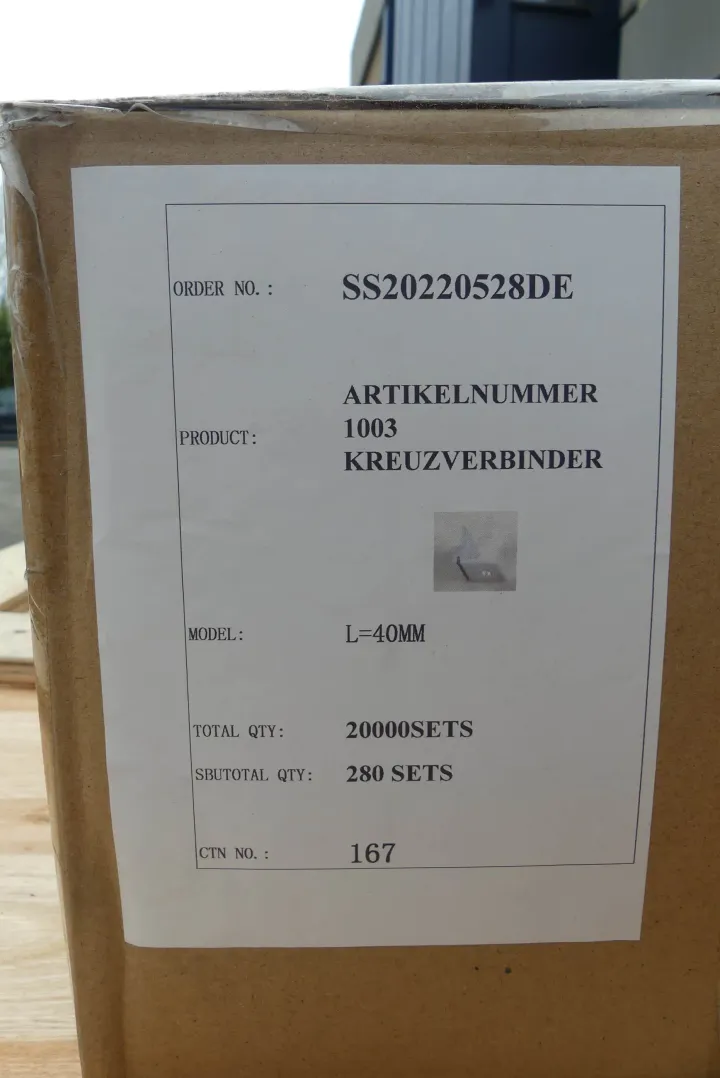 ORDER NO.: SS20220528DE
ARTIKELNUMMER
PRODUCT: 1003
KREUZVERBINDER
MODEL: L=40MM
TOTAL QTY: 20000SETS
SBUTOTAL QTY: 280 SETS
CTN NO.: 167